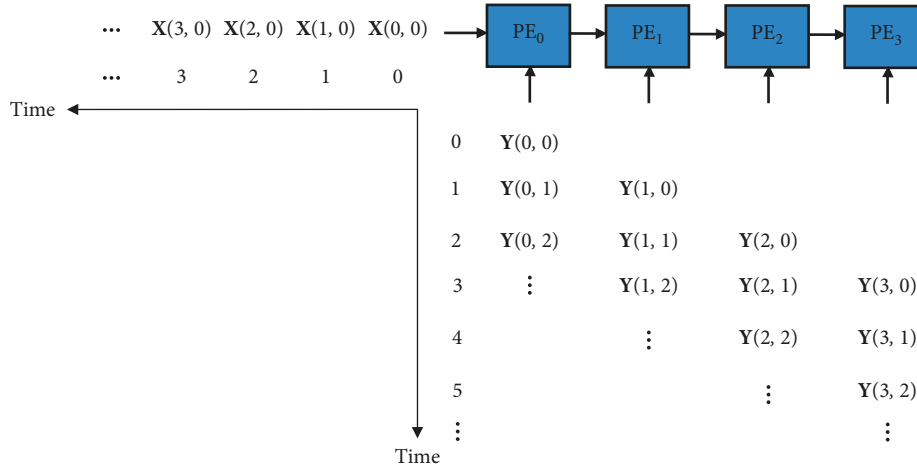 ... X(3, 0) X(2, 0) X(1, 0) X(0, 0) PE₀ PE₁ PE₂ PE₃
... 3 2 1 0
Time
0 Y(0, 0)
1 Y(0, 1) Y(1, 0)
2 Y(0, 2) Y(1, 1) Y(2, 0)
3 ⋮ Y(1, 2) Y(2, 1) Y(3, 0)
4 ⋮ Y(2, 2) Y(3, 1)
5 ⋮ Y(3, 2)
⋮ ⋮
Time